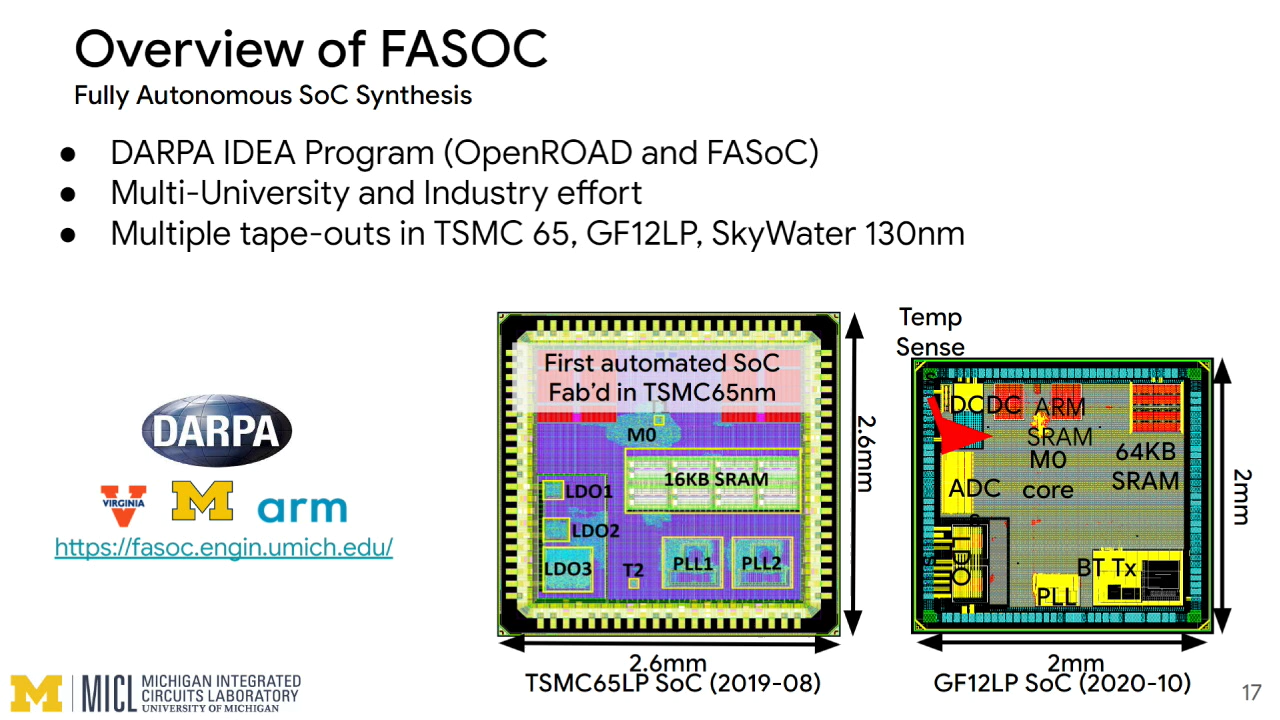 Overview of FASOC
Fully Autonomous SoC Synthesis
● DARPA IDEA Program (OpenROAD and FASoC)
● Multi-University and Industry effort
● Multiple tape-outs in TSMC 65, GF12LP, SkyWater 130nm
DARPA
VIRGINIA
M
arm
https://fasoc.engin.umich.edu/
First automated SoC
Fab'd in TSMC65nm
M0
16KB SRAM
LDO1
LDO2
LDO3
T2
PLL1
PLL2
2.6mm
2.6mm
TSMC65LP SoC (2019-08)
Temp
Sense
DCDC
ARM
SRAM
M0
core
64KB
SRAM
ADC
LDO
BT Tx
PLL
2mm
2mm
GF12LP SoC (2020-10)
M
MICL
MICHIGAN INTEGRATED
CIRCUITS LABORATORY
UNIVERSITY OF MICHIGAN
17